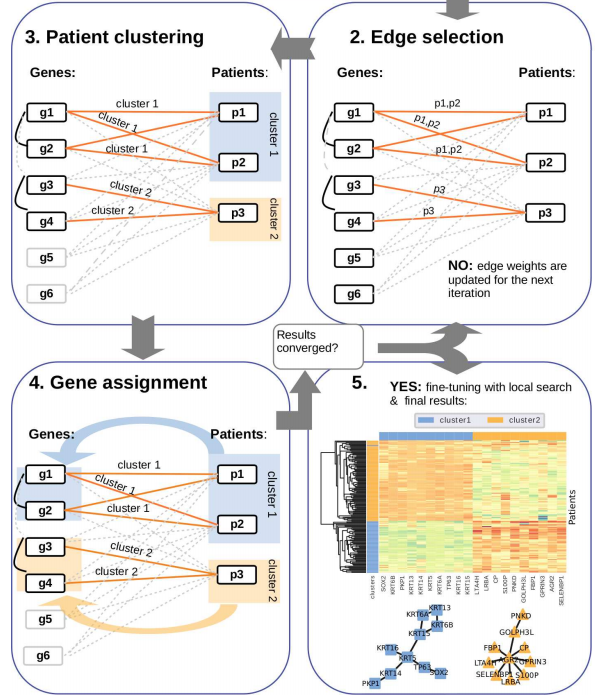 3. Patient clustering
Genes: Patients:
cluster 1
cluster 1
cluster 1
cluster 2
cluster 2
g1
g2
g3
g4
g5
g6
p1
p2
p3
cluster 1
cluster 2
2. Edge selection
Genes: Patients:
p1,p2
p1,p2
p1,p2
p3
p3
g1
g2
g3
g4
g5
g6
p1
p2
p3
NO: edge weights are
updated for the next
iteration
Results
converged?
4. Gene assignment
Genes: Patients:
cluster 1
cluster 1
cluster 1
cluster 2
cluster 2
g1
g2
g3
g4
g5
g6
p1
p2
p3
cluster 1
cluster 2
5. YES: fine-tuning with local search
& final results:
cluster1 cluster2
Patients
clusters SOX2 KRT6B PKP1 KRT13 KRT14 KRT5 KRT6A TP63 KRT16 KRT15 LTA4H LRBA CP S100P PNKD GOLPH3L FBP1 GPRIN3 AGR2 SELENBP1
KRT13
KRT6A
KRT6B
KRT15
KRT16
KRT5
TP63
SOX2
KRT14
PKP1
PNKD
GOLPH3L
FBP1
CP
AGR2
LTA4H
GPRIN3
SELENBP1
S100P
LRBA